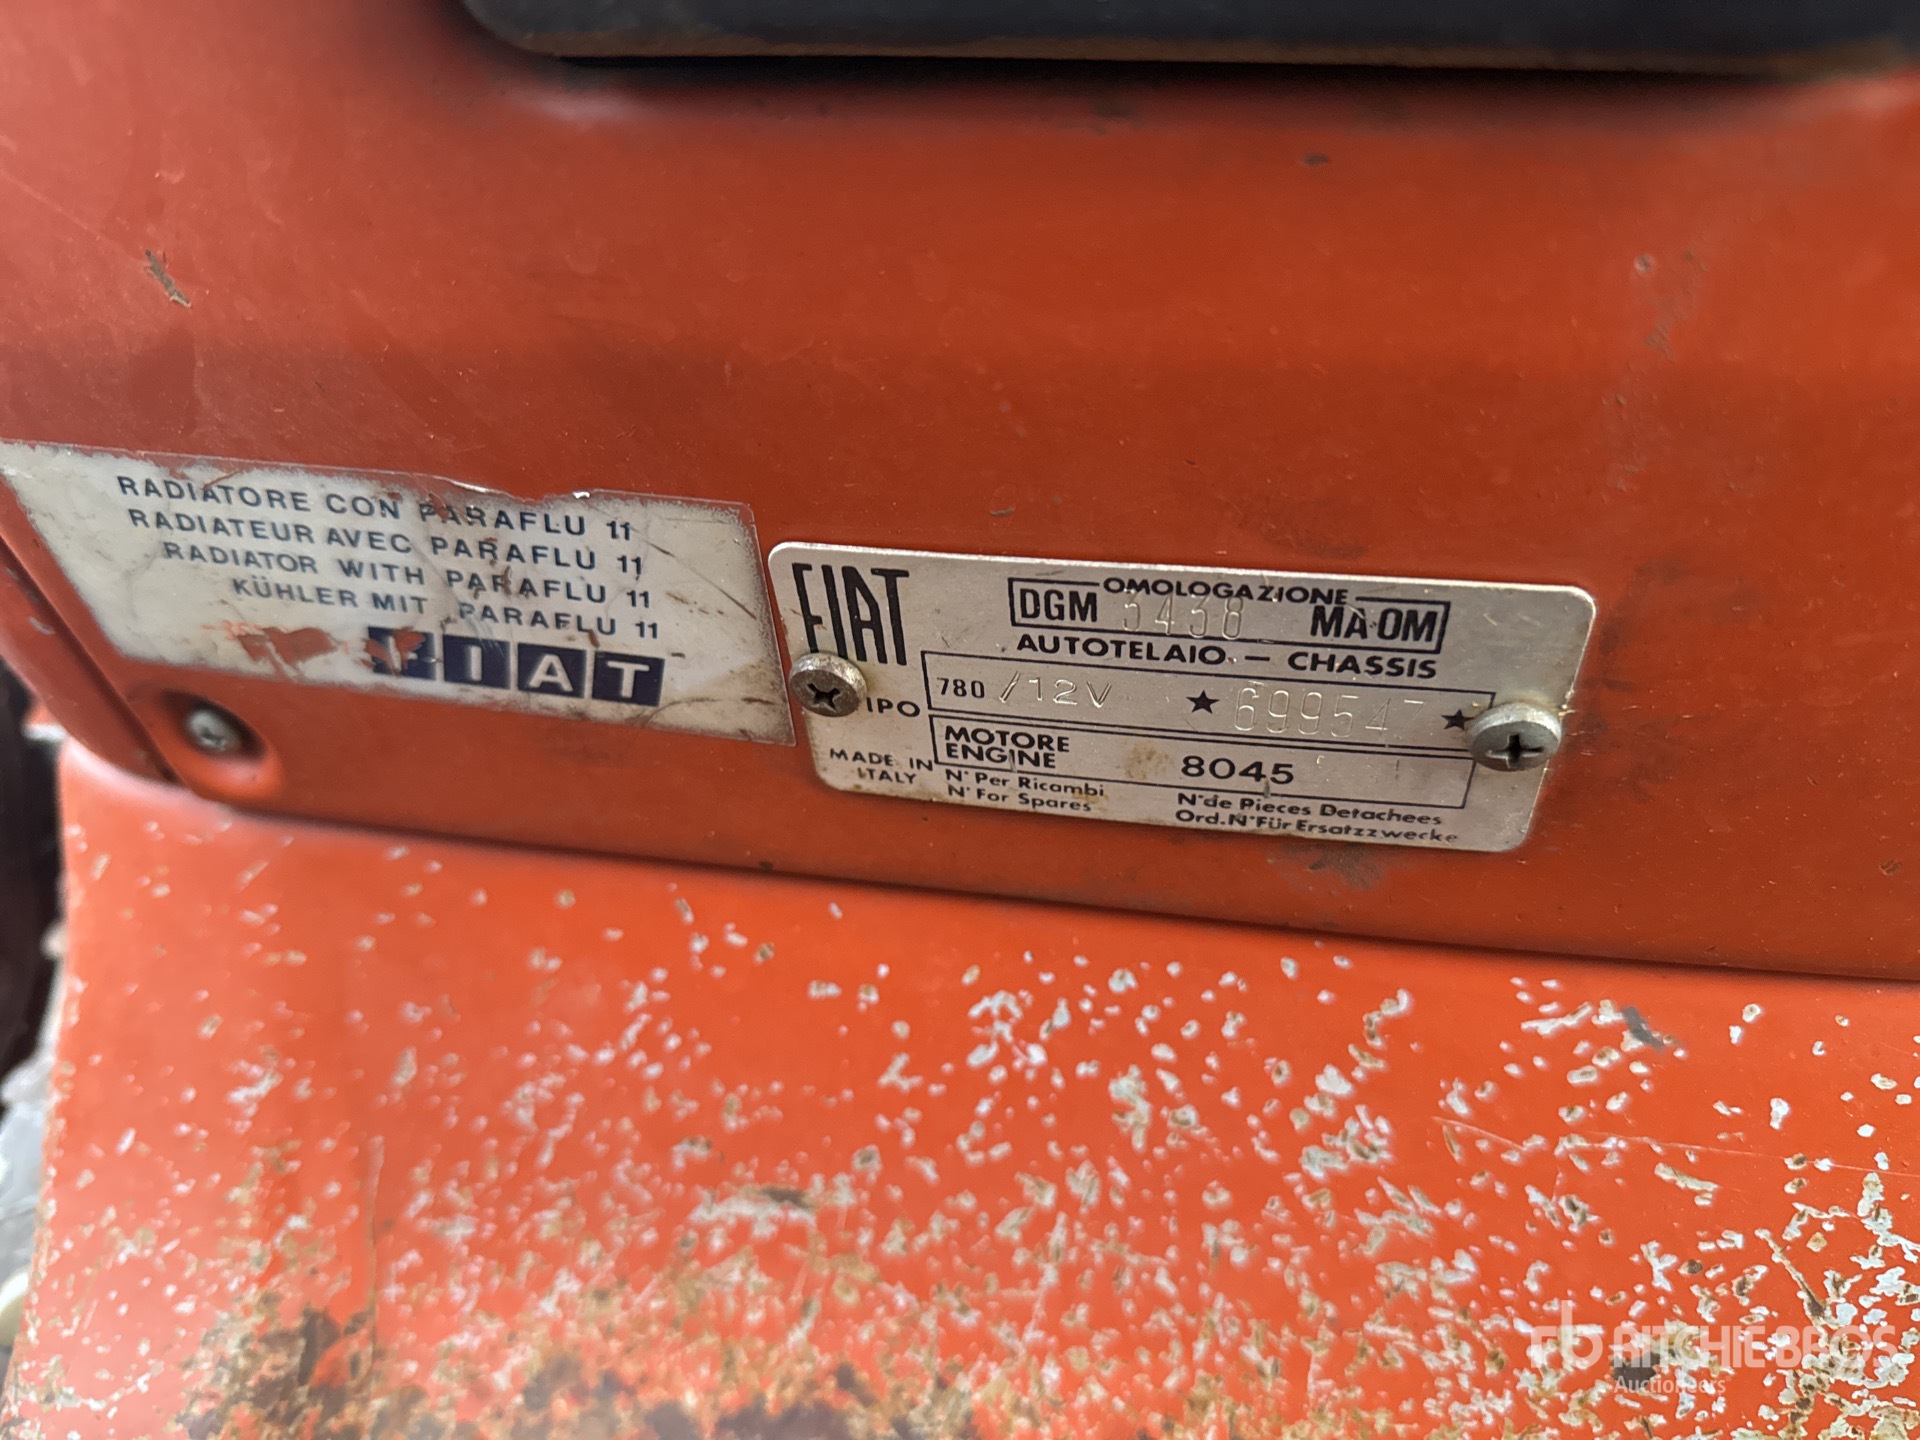 RADIATORE CON PARAFLU 11
RADIATEUR AVEC PARAFLU 11
RADIATOR WITH PARAFLU 11
KÜHLER MIT PARAFLU 11
FIAT
FIAT
OMOLOGAZIONE
DGM 3438 MA-OM
AUTOTELAIO — CHASSIS
IPO 780 /12V ★ 699547 ★
MOTORE
ENGINE 8045
MADE IN
ITALY
N° Per Ricambi
N° For Spares
N° de Pieces Detachees
Ord. N° Für Ersatzzwecke
rb RITCHIE BROS
Auctioneers